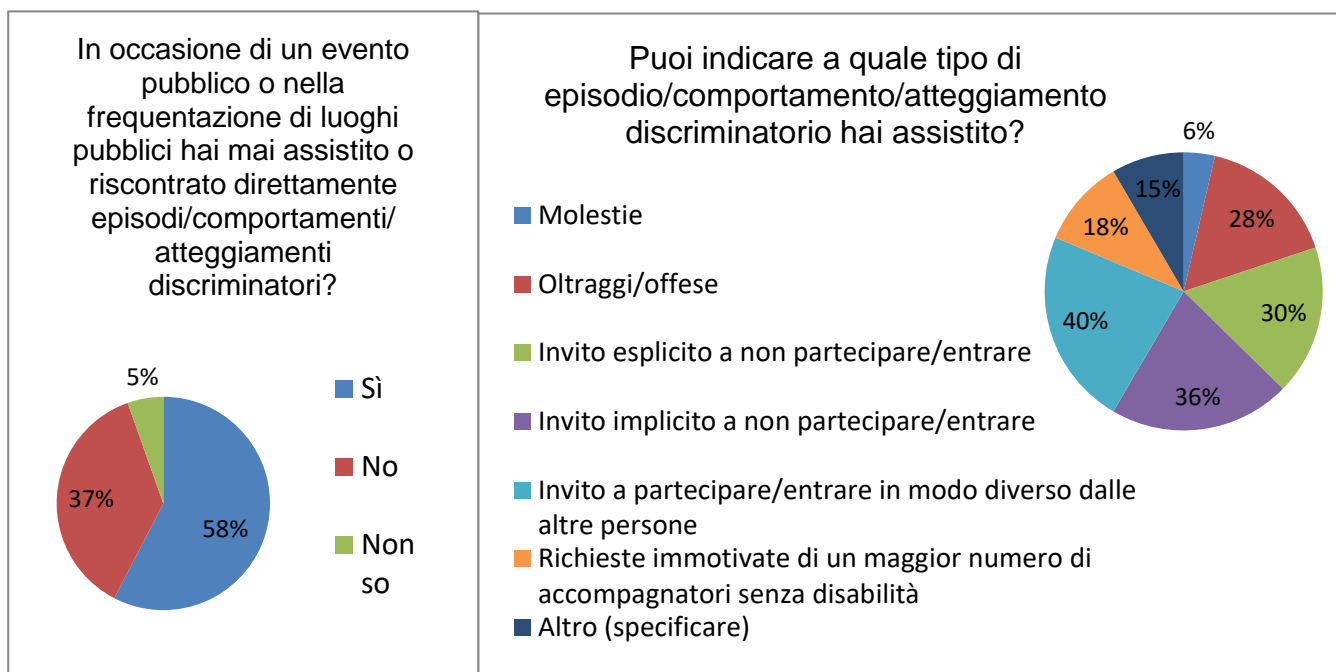 In occasione di un evento
pubblico o nella
frequentazione di luoghi
pubblici hai mai assistito o
riscontrato direttamente
episodi/comportamenti/
atteggiamenti
discriminatori?
5%
37%
58%
Sì
No
Non
so
Puoi indicare a quale tipo di
episodio/comportamento/atteggiamento
discriminatorio hai assistito?
6%
15%
28%
18%
30%
40%
36%
Molestie
Oltraggi/offese
Invito esplicito a non partecipare/entrare
Invito implicito a non partecipare/entrare
Invito a partecipare/entrare in modo diverso dalle
altre persone
Richieste immotivate di un maggior numero di
accompagnatori senza disabilità
Altro (specificare)